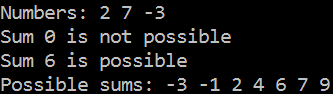 Numbers: 2 7 -3
Sum 0 is not possible
Sum 6 is possible
Possible sums: -3 -1 2 4 6 7 9